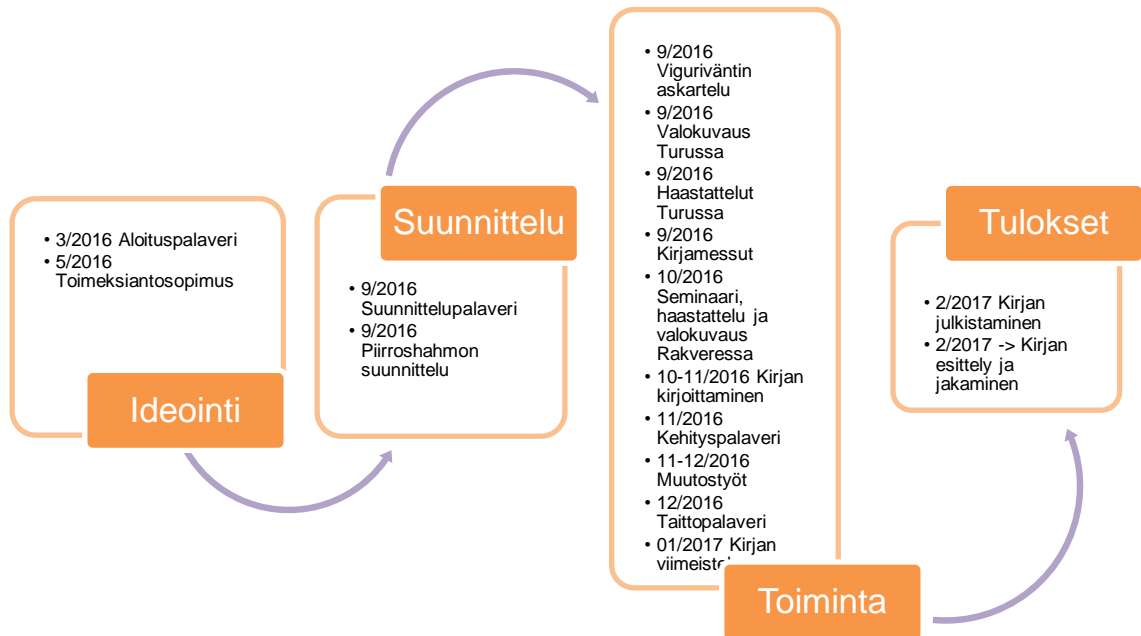 • 3/2016 Aloituspalaveri
• 5/2016
Toimeksiantosopimus
Ideointi
Suunnittelu
• 9/2016
Suunnittelupalaveri
• 9/2016
Piirroshahmon
suunnittelu
• 9/2016
Viguriväntin
askartelu
• 9/2016
Valokuvaus
Turussa
• 9/2016
Haastattelut
Turussa
• 9/2016
Kirjamessut
• 10/2016
Seminaari,
haastattelu ja
valokuvaus
Rakveressa
• 10-11/2016 Kirjan
kirjoittaminen
• 11/2016
Kehityspalaveri
• 11-12/2016
Muutostyöt
• 12/2016
Taittopalaveri
• 01/2017 Kirjan
Toiminta
Tulokset
• 2/2017 Kirjan
julkistaminen
• 2/2017 -> Kirjan
esittely ja
jakaminen